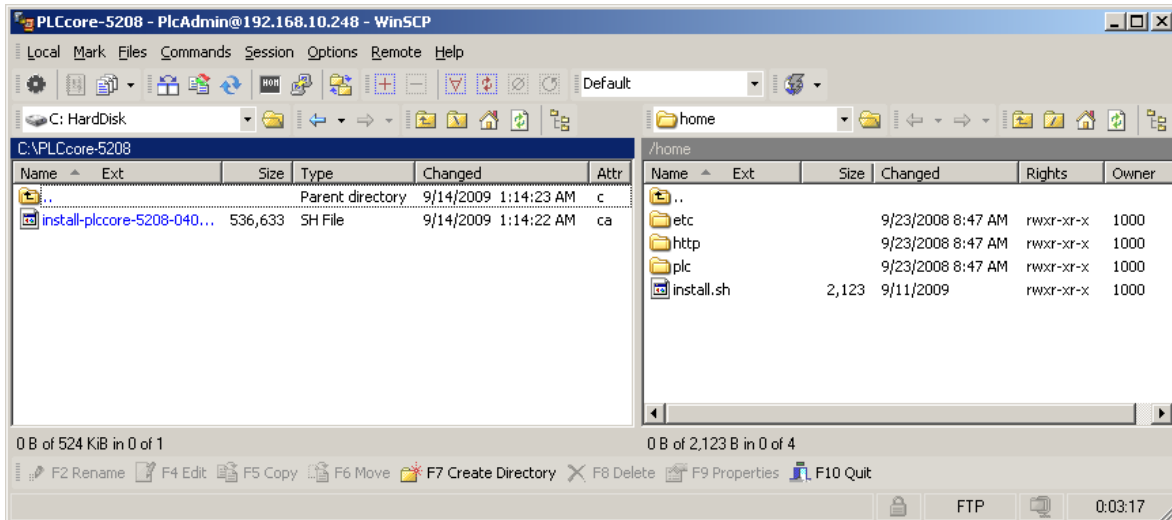 PLCcore-5208 - PlcAdmin@192.168.10.248 - WinSCP
Local Mark Files Commands Session Options Remote Help
Default
C: HardDisk
home
C:\PLCcore-5208
/home
Name Ext Size Type Changed Attr
Name Ext Size Changed Rights Owner
.. Parent directory 9/14/2009 1:14:23 AM c
..
install-plccore-5208-040... 536,633 SH File 9/14/2009 1:14:22 AM ca
etc 9/23/2008 8:47 AM rwxr-xr-x 1000
http 9/23/2008 8:47 AM rwxr-xr-x 1000
plc 9/23/2008 8:47 AM rwxr-xr-x 1000
install.sh 2,123 9/11/2009 rwxr-xr-x 1000
0 B of 524 KiB in 0 of 1
0 B of 2,123 B in 0 of 4
F2 Rename F4 Edit F5 Copy F6 Move F7 Create Directory F8 Delete F9 Properties F10 Quit
FTP 0:03:17